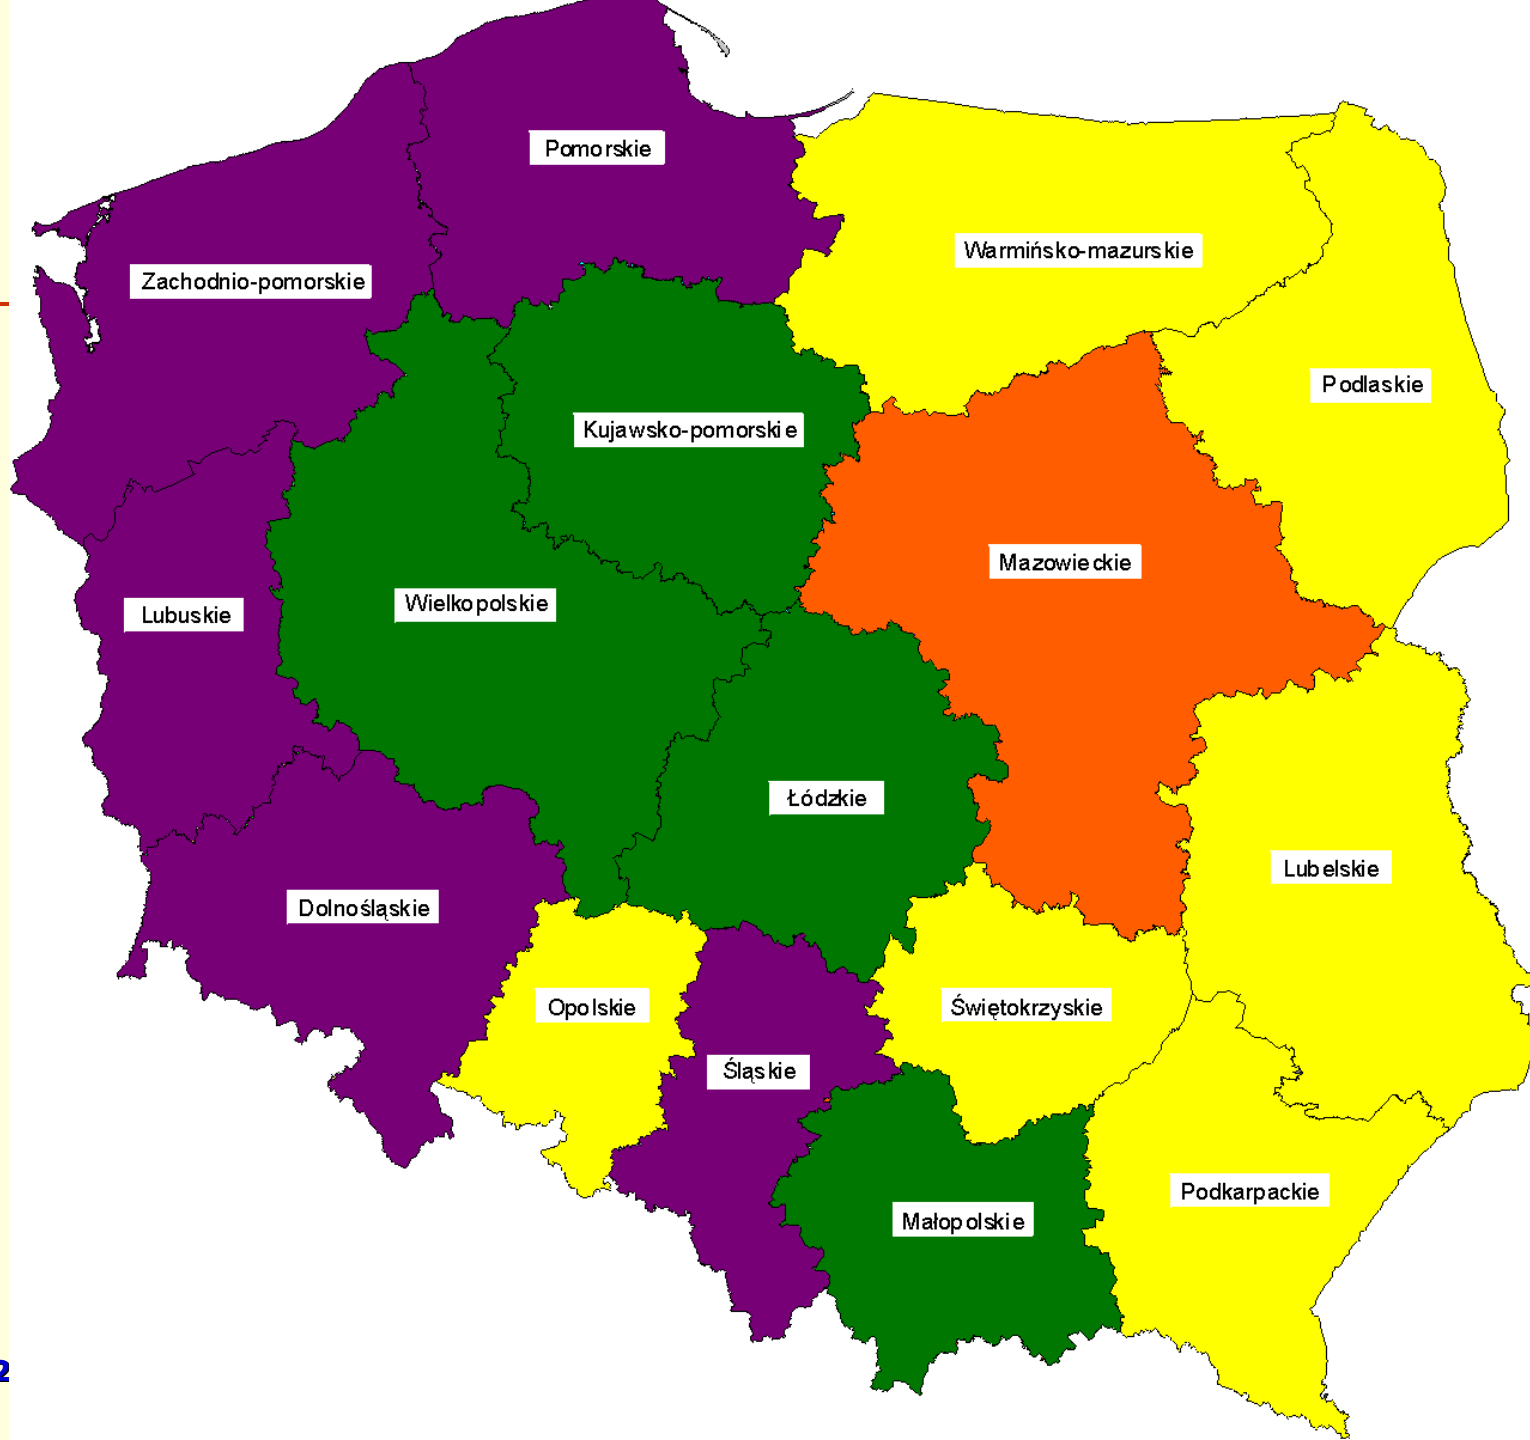 Pomorskie
Warmińsko-mazurskie
Zachodnio-pomorskie
Podlaskie
Kujawsko-pomorskie
Mazowieckie
Wielkopolskie
Lubuskie
Łódzkie
Lubelskie
Dolnośląskie
Opolskie
Świętokrzyskie
Śląskie
Podkarpackie
Małopolskie
2